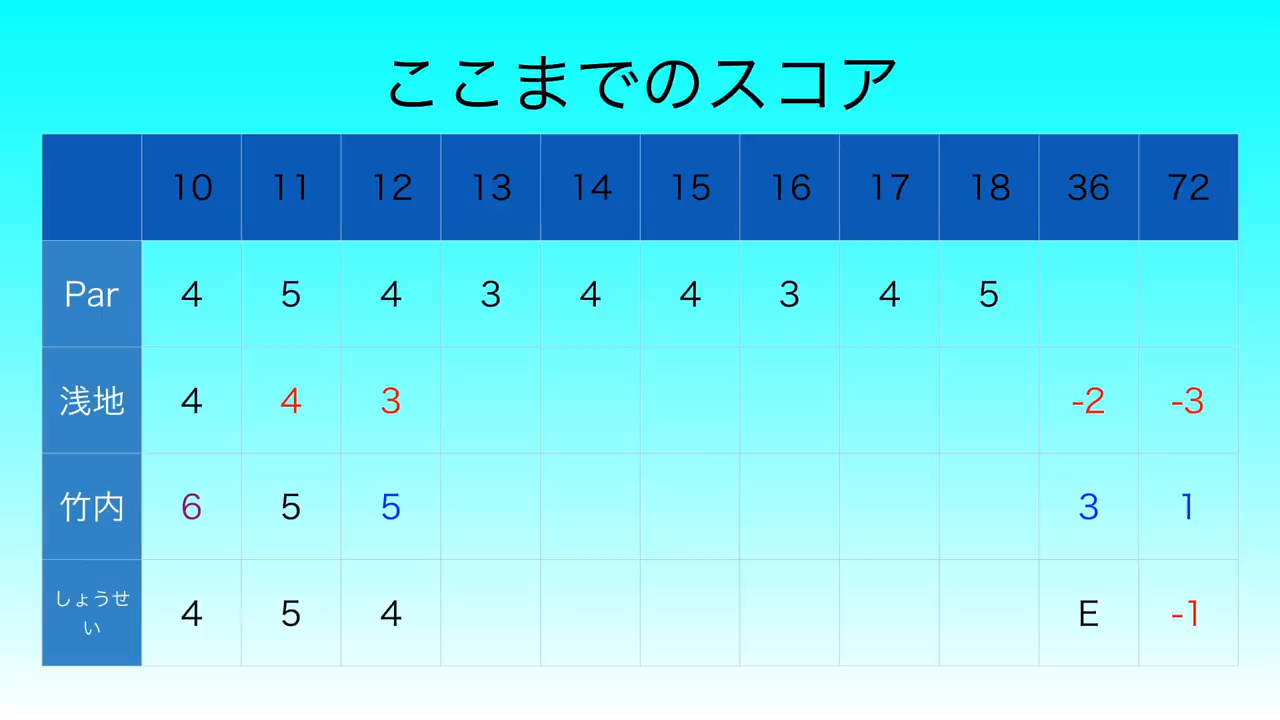 ここまでのスコア
10 11 12 13 14 15 16 17 18 36 72
Par 4 5 4 3 4 4 3 4 5
浅地 4 4 3 -2 -3
竹内 6 5 5 3 1
しょうせ
い 4 5 4 E -1